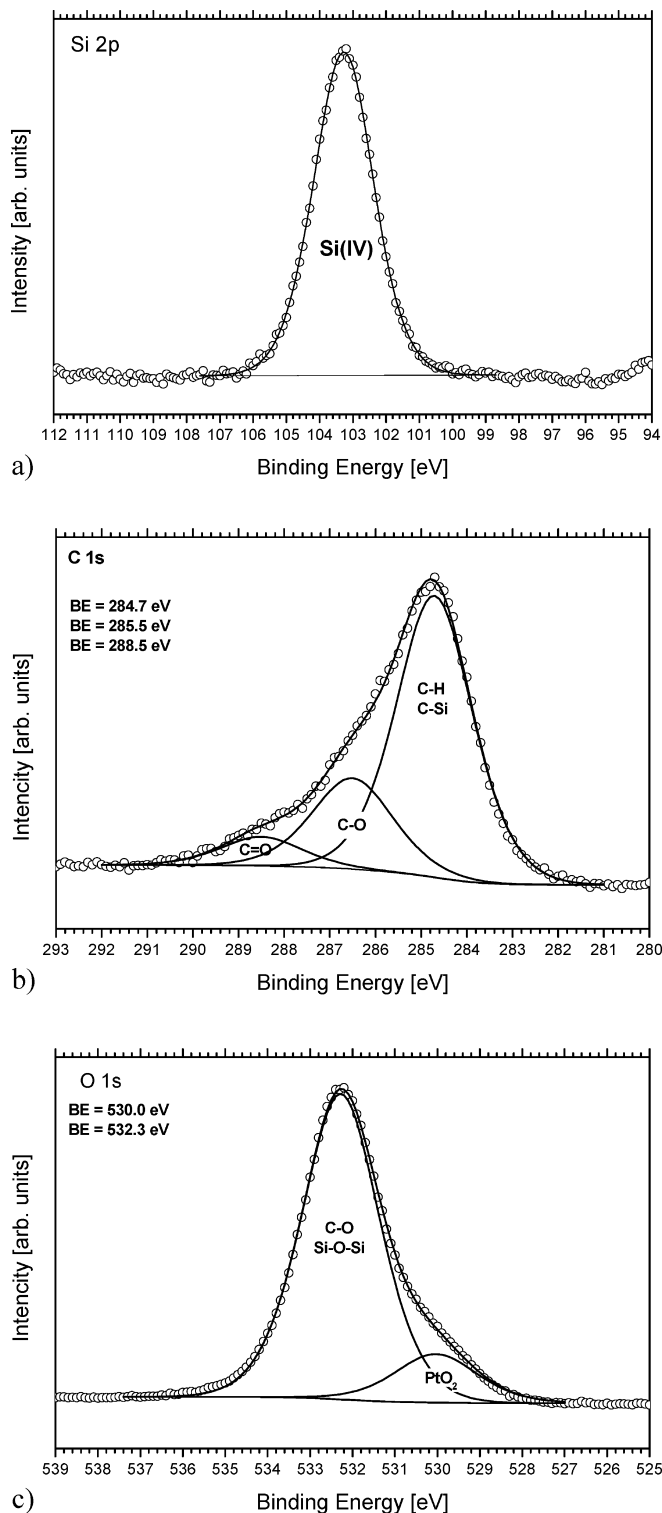 Si 2p
Si(IV)
Intensity [arb. units]
112 111 110 109 108 107 106 105 104 103 102 101 100 99 98 97 96 95 94
Binding Energy [eV]
a)
C 1s
BE = 284.7 eV
BE = 285.5 eV
BE = 288.5 eV
C-H
C-Si
C-O
C=O
Intencity [arb. units]
293 292 291 290 289 288 287 286 285 284 283 282 281 280
Binding Energy [eV]
b)
O 1s
BE = 530.0 eV
BE = 532.3 eV
C-O
Si-O-Si
PtO₂
Intencity [arb. units]
539 538 537 536 535 534 533 532 531 530 529 528 527 526 525
Binding Energy [eV]
c)